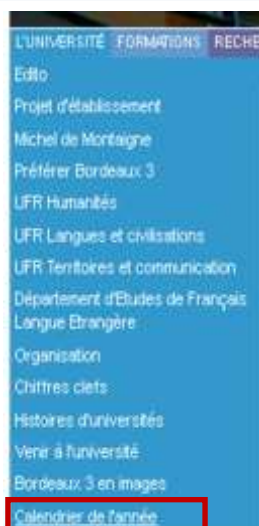 L'UNIVERSITÉ FORMATIONS RECHE
Edito
Projet d'établissement
Michel de Montaigne
Préférer Bordeaux 3
UFR Humanités
UFR Langues et civilisations
UFR Territoires et communication
Département d'Etudes de Français
Langue Etrangère
Organisation
Chiffres clefs
Histoires d'universités
Venir à l'université
Bordeaux 3 en images
Calendrier de l'année